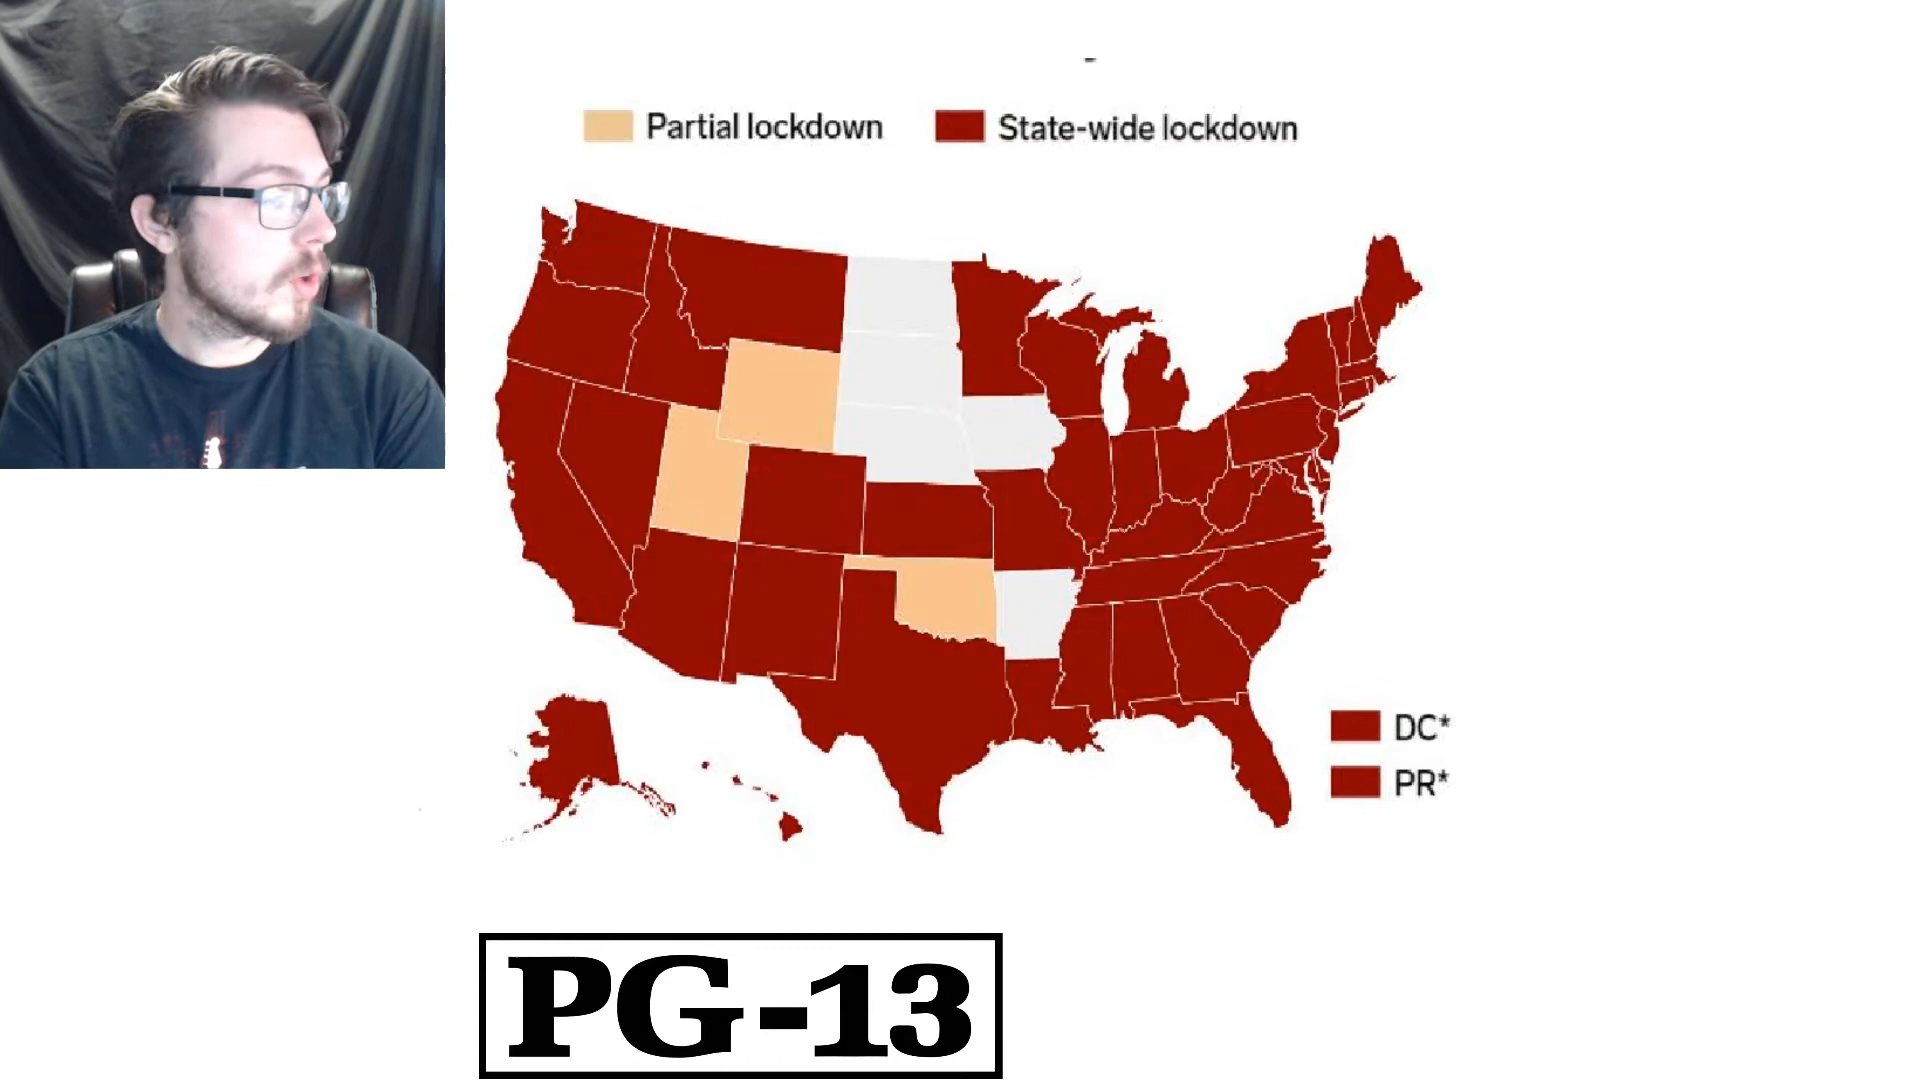 Partial lockdown
State-wide lockdown
DC*
PR*
PG-13